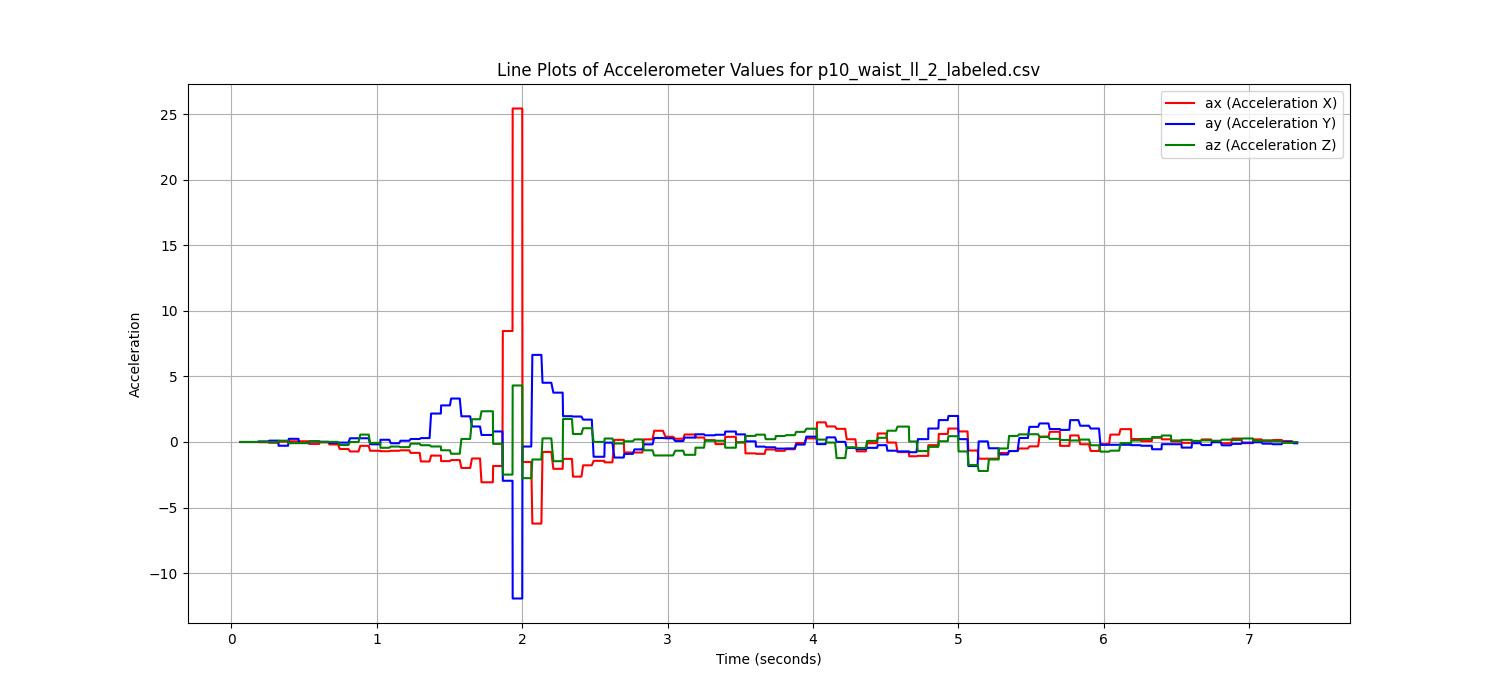 Line Plots of Accelerometer Values for p10_waist_ll_2_labeled.csv
ax (Acceleration X)
ay (Acceleration Y)
az (Acceleration Z)
25
20
15
10
5
0
−5
−10
Acceleration
0 1 2 3 4 5 6 7
Time (seconds)